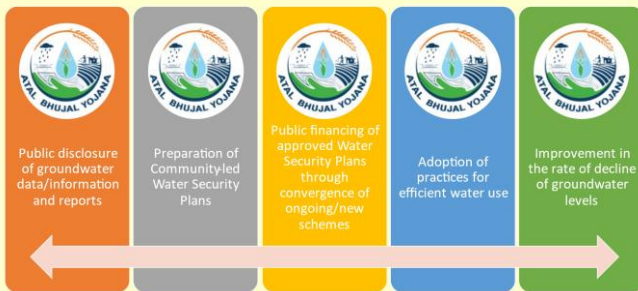 ATAL BHUJAL YOJANA
Public disclosure
of groundwater
data/information
and reports
ATAL BHUJAL YOJANA
Preparation of
Community-led
Water Security
Plans
ATAL BHUJAL YOJANA
Public financing of
approved Water
Security Plans
through
convergence of
ongoing/new
schemes
ATAL BHUJAL YOJANA
Adoption of
practices for
efficient water use
ATAL BHUJAL YOJANA
Improvement in
the rate of decline
of groundwater
levels